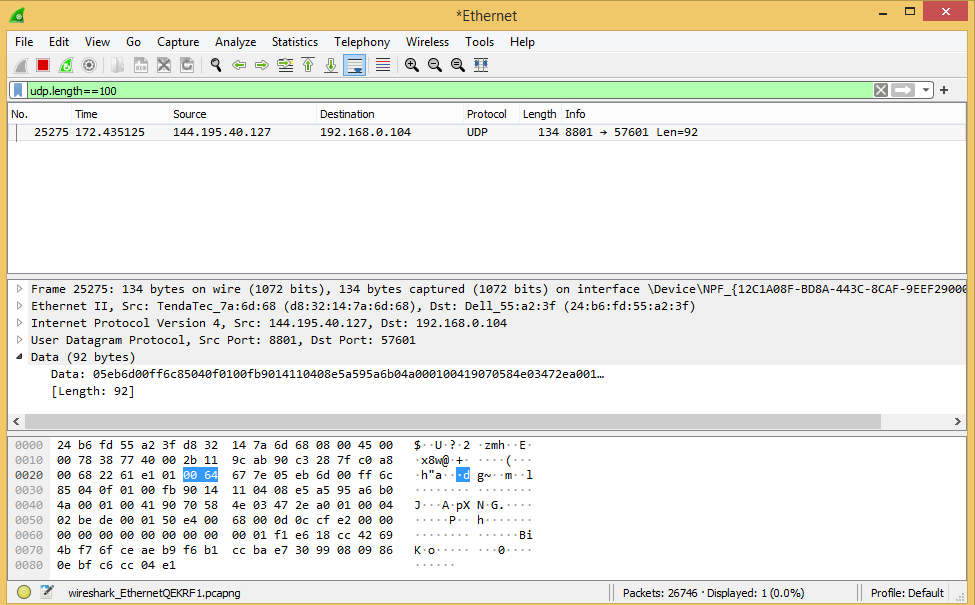 *Ethernet
File Edit View Go Capture Analyze Statistics Telephony Wireless Tools Help
udp.length==100
No. Time Source Destination Protocol Length Info
25275 172.435125 144.195.40.127 192.168.0.104 UDP 134 8801 → 57601 Len=92
Frame 25275: 134 bytes on wire (1072 bits), 134 bytes captured (1072 bits) on interface \Device\NPF_{12C1A08F-BD8A-443C-8CAF-9EEF29000
Ethernet II, Src: TendaTec_7a:6d:68 (d8:32:14:7a:6d:68), Dst: Dell_55:a2:3f (24:b6:fd:55:a2:3f)
Internet Protocol Version 4, Src: 144.195.40.127, Dst: 192.168.0.104
User Datagram Protocol, Src Port: 8801, Dst Port: 57601
Data (92 bytes)
Data: 05eb6d00ff6c85040f0100fb9014110408e5a595a6b04a000100419070584e03472ea001…
[Length: 92]
0000 24 b6 fd 55 a2 3f d8 32 14 7a 6d 68 08 00 45 00 $··U·?·2 ·zmh··E·
0010 00 78 38 77 40 00 2b 11 9c ab 90 c3 28 7f c0 a8 ·x8w@·+· ····(···
0020 00 68 22 61 e1 01 00 64 67 7e 05 eb 6d 00 ff 6c ·h"a···d g~··m··l
0030 85 04 0f 01 00 fb 90 14 11 04 08 e5 a5 95 a6 b0 ········ ········
0040 4a 00 01 00 41 90 70 58 4e 03 47 2e a0 01 00 04 J···A·pX N·G.····
0050 02 be de 00 01 50 e4 00 68 00 0d 0c cf e2 00 00 ·····P·· h·······
0060 00 00 00 00 00 00 00 00 00 01 f1 e6 18 cc 42 69 ········ ······Bi
0070 4b f7 6f ce ae b9 f6 b1 cc ba e7 30 99 08 09 86 K·o····· ···0····
0080 0e bf c6 cc 04 e1 ······
wireshark_EthernetQEKRF1.pcapng Packets: 26746 · Displayed: 1 (0.0%) Profile: Default